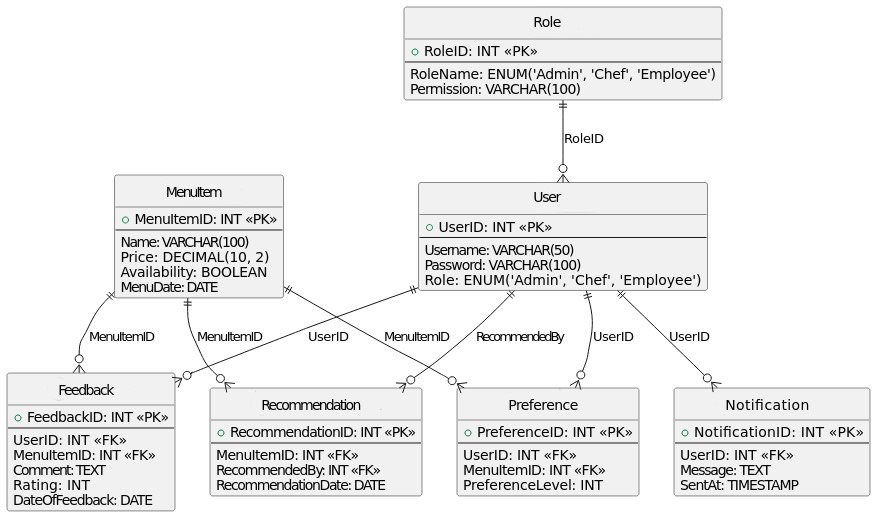 Role
RoleID: INT «PK»
RoleName: ENUM('Admin', 'Chef', 'Employee')
Permission: VARCHAR(100)
RoleID
MenuItem
MenuItemID: INT «PK»
Name: VARCHAR(100)
Price: DECIMAL(10, 2)
Availability: BOOLEAN
MenuDate: DATE
User
UserID: INT «PK»
Username: VARCHAR(50)
Password: VARCHAR(100)
Role: ENUM('Admin', 'Chef', 'Employee')
MenuItemID
MenuItemID
UserID
MenuItemID
RecommendedBy
UserID
UserID
Feedback
FeedbackID: INT «PK»
UserID: INT «FK»
MenuItemID: INT «FK»
Comment: TEXT
Rating: INT
DateOfFeedback: DATE
Recommendation
RecommendationID: INT «PK»
MenuItemID: INT «FK»
RecommendedBy: INT «FK»
RecommendationDate: DATE
Preference
PreferenceID: INT «PK»
UserID: INT «FK»
MenuItemID: INT «FK»
PreferenceLevel: INT
Notification
NotificationID: INT «PK»
UserID: INT «FK»
Message: TEXT
SentAt: TIMESTAMP